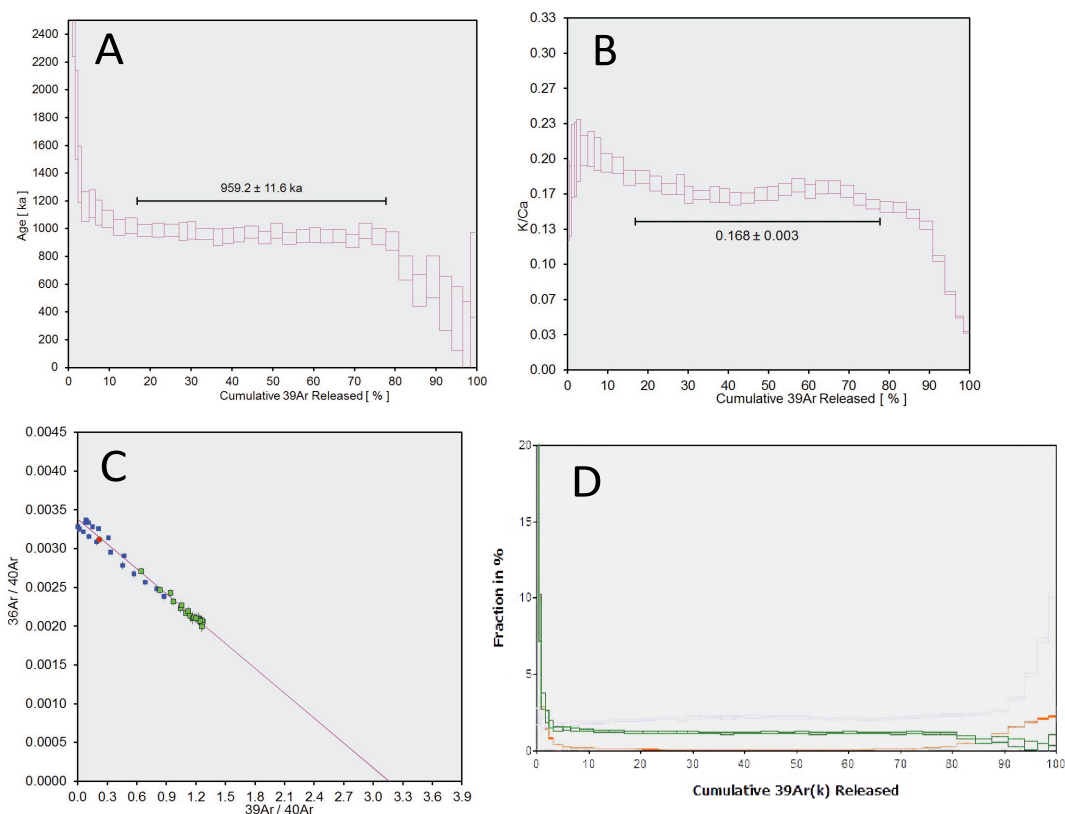 A
2400
2200
2000
1800
1600
1400
1200
1000
800
600
400
200
0
Age [ ka ]
959.2 ± 11.6 ka
0 10 20 30 40 50 60 70 80 90 100
Cumulative 39Ar Released [ % ]
B
0.33
0.30
0.27
0.23
0.20
0.17
0.13
0.10
0.07
0.03
0.00
K/Ca
0.168 ± 0.003
0 10 20 30 40 50 60 70 80 90 100
Cumulative 39Ar Released [ % ]
C
0.0045
0.0040
0.0035
0.0030
0.0025
0.0020
0.0015
0.0010
0.0005
0.0000
36Ar / 40Ar
0.0 0.3 0.6 0.9 1.2 1.5 1.8 2.1 2.4 2.7 3.0 3.3 3.6 3.9
39Ar / 40Ar
D
20
15
10
5
0
Fraction in %
0 10 20 30 40 50 60 70 80 90 100
Cumulative 39Ar(k) Released